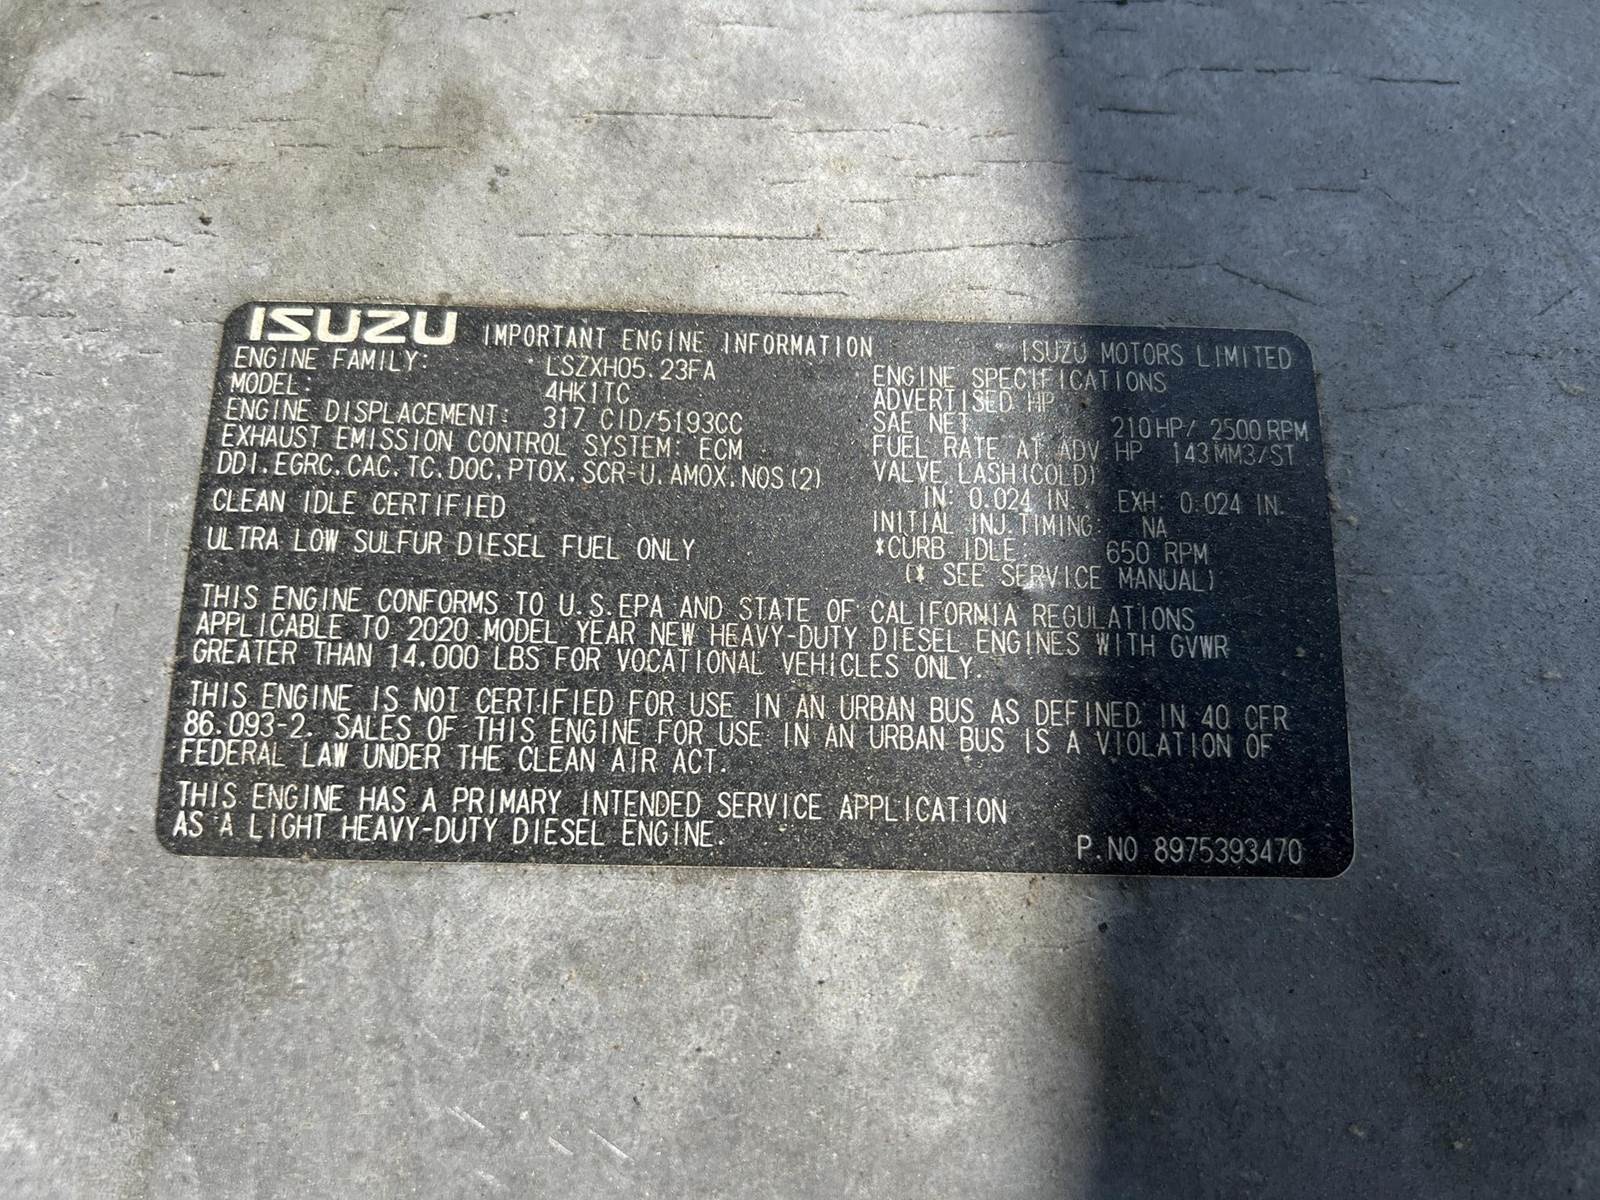 ISUZU IMPORTANT ENGINE INFORMATION ISUZU MOTORS LIMITED
ENGINE FAMILY: LSZXH05.23FA
MODEL: 4HK1TC
ENGINE DISPLACEMENT: 317 CID/5193CC
EXHAUST EMISSION CONTROL SYSTEM: ECM
DDI.EGRC.CAC.TC.DOC.PTOX.SCR-U.AMOX.NOS(2)
CLEAN IDLE CERTIFIED
ULTRA LOW SULFUR DIESEL FUEL ONLY
ENGINE SPECIFICATIONS
ADVERTISED HP
SAE NET 210HP/ 2500RPM
FUEL RATE AT ADV HP 143MM3/ST
VALVE LASH(COLD)
IN: 0.024 IN. EXH: 0.024 IN.
INITIAL INJ.TIMING: NA
*CURB IDLE: 650 RPM
(* SEE SERVICE MANUAL)
THIS ENGINE CONFORMS TO U.S.EPA AND STATE OF CALIFORNIA REGULATIONS
APPLICABLE TO 2020 MODEL YEAR NEW HEAVY-DUTY DIESEL ENGINES WITH GVWR
GREATER THAN 14.000 LBS FOR VOCATIONAL VEHICLES ONLY.
THIS ENGINE IS NOT CERTIFIED FOR USE IN AN URBAN BUS AS DEFINED IN 40 CFR
86.093-2. SALES OF THIS ENGINE FOR USE IN AN URBAN BUS IS A VIOLATION OF
FEDERAL LAW UNDER THE CLEAN AIR ACT.
THIS ENGINE HAS A PRIMARY INTENDED SERVICE APPLICATION
AS A LIGHT HEAVY-DUTY DIESEL ENGINE.
P.NO 8975393470